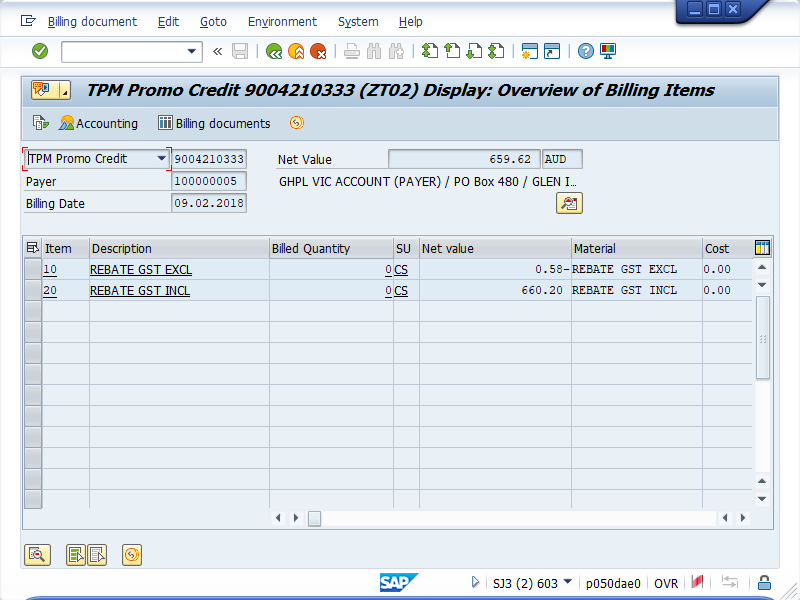 Billing document Edit Goto Environment System Help
TPM Promo Credit 9004210333 (ZT02) Display: Overview of Billing Items
Accounting Billing documents
TPM Promo Credit 9004210333 Net Value 659.62 AUD
Payer 100000005 GHPL VIC ACCOUNT (PAYER) / PO Box 480 / GLEN I...
Billing Date 09.02.2018
Item Description Billed Quantity SU Net value Material Cost
10 REBATE GST EXCL 0 CS 0.58- REBATE GST EXCL 0.00
20 REBATE GST INCL 0 CS 660.20 REBATE GST INCL 0.00
SAP SJ3 (2) 603 p050dae0 OVR